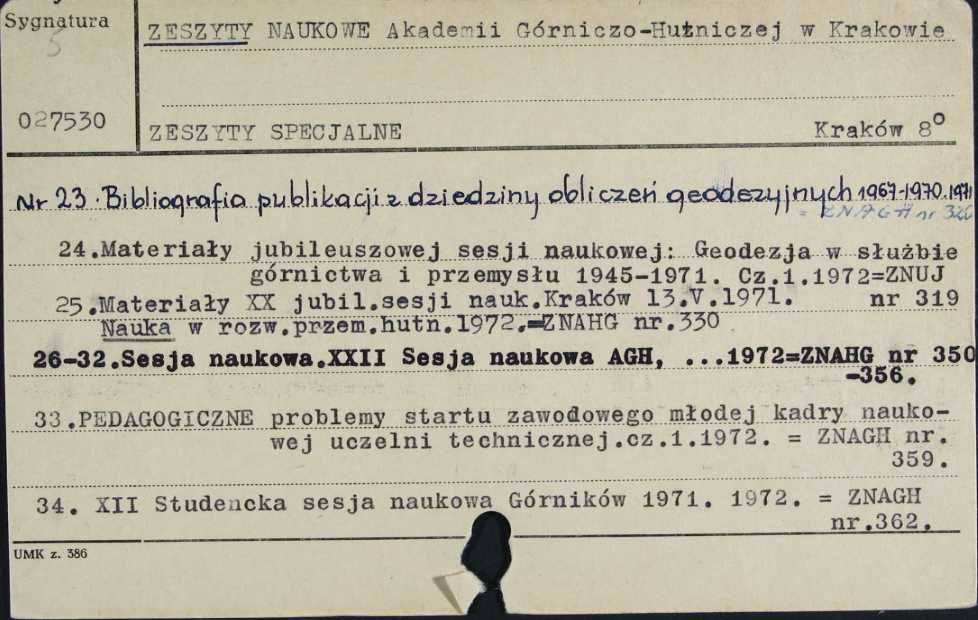 Sygnatura
5
ZESZYTY NAUKOWE Akademii Górniczo-Hutniczej w Krakowie
027530
ZESZYTY SPECJALNE Kraków 8°
Nr 23. Bibliografia publikacji z dziedziny obliczeń geodezyjnych 1967-1970. 1971
= ZNAGH nr 326
24.Materiały jubileuszowej sesji naukowej: Geodezja w służbie
górnictwa i przemysłu 1945-1971. Cz.1.1972=ZNUJ
25.Materiały XX jubil.sesji nauk.Kraków 13.V.1971. nr 319
Nauka w rozw.przem.hutn.1972.=ZNAHG nr.330
26-32.Sesja naukowa.XXII Sesja naukowa AGH, ...1972=ZNAHG nr 350
-356.
33.PEDAGOGICZNE problemy startu zawodowego młodej kadry nauko-
wej uczelni technicznej.cz.1.1972. = ZNAGH nr.
359.
34. XII Studencka sesja naukowa Górników 1971. 1972. = ZNAGH
nr.362.
UMK z. 386